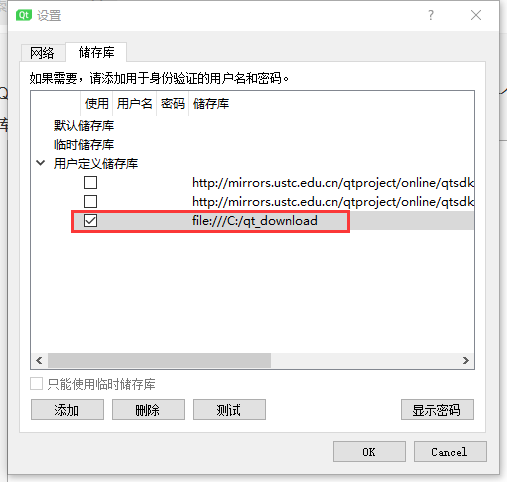 Qt 设置
网络 储存库
如果需要，请添加用于身份验证的用户名和密码。
使用 用户名 密码 储存库
默认储存库
临时储存库
用户定义储存库
http://mirrors.ustc.edu.cn/qtproject/online/qtsdk
http://mirrors.ustc.edu.cn/qtproject/online/qtsdk
file:///C:/qt_download
只能使用临时储存库
添加 删除 测试 显示密码
OK Cancel